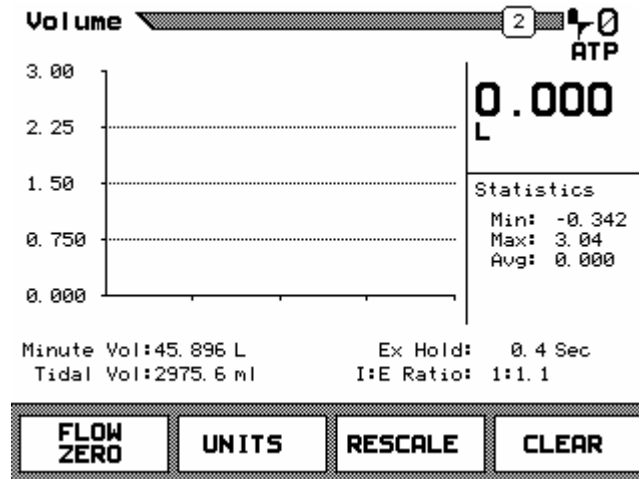 Volume 2 0
ATP
3.00
2.25
1.50
0.750
0.000
0.000
L
Statistics
Min: -0.342
Max: 3.04
Avg: 0.000
Minute Vol:45.896 L Ex Hold: 0.4 Sec
Tidal Vol:2975.6 ml I:E Ratio: 1:1.1
FLOW
ZERO
UNITS
RESCALE
CLEAR